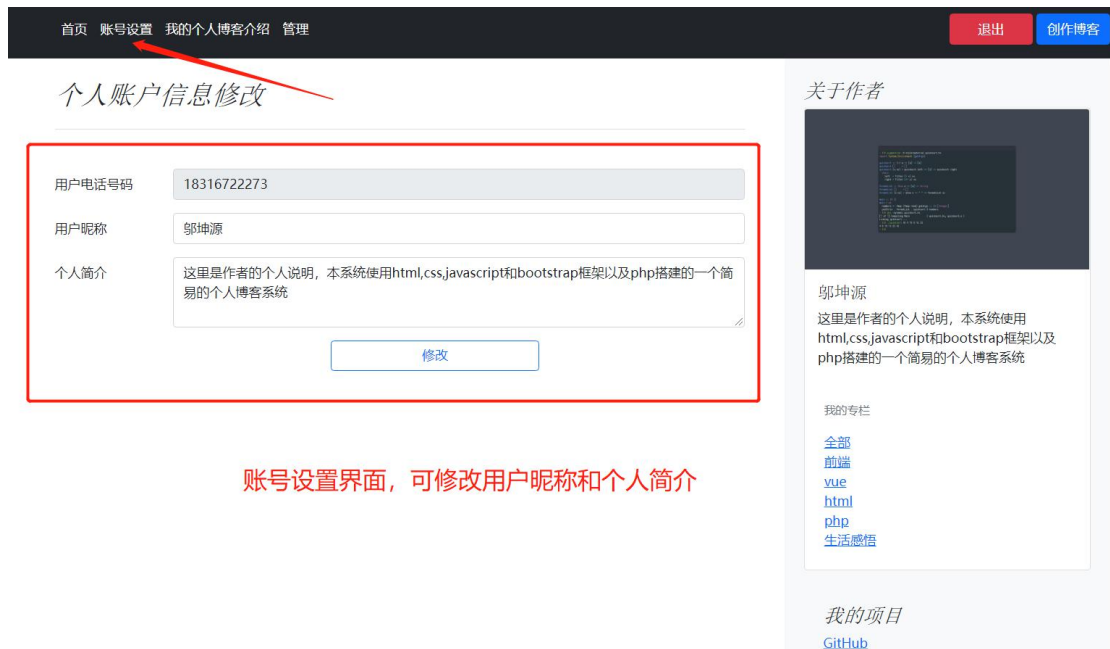 首页 账号设置 我的个人博客介绍 管理 退出 创作博客
个人账户信息修改
用户电话号码 18316722273
用户昵称 邬坤源
个人简介 这里是作者的个人说明，本系统使用html,css,javascript和bootstrap框架以及php搭建的一个简
易的个人博客系统
修改
账号设置界面，可修改用户昵称和个人简介
关于作者
邬坤源
这里是作者的个人说明，本系统使用
html,css,javascript和bootstrap框架以及
php搭建的一个简易的个人博客系统
我的专栏
全部
前端
vue
html
php
生活感悟
我的项目
GitHub